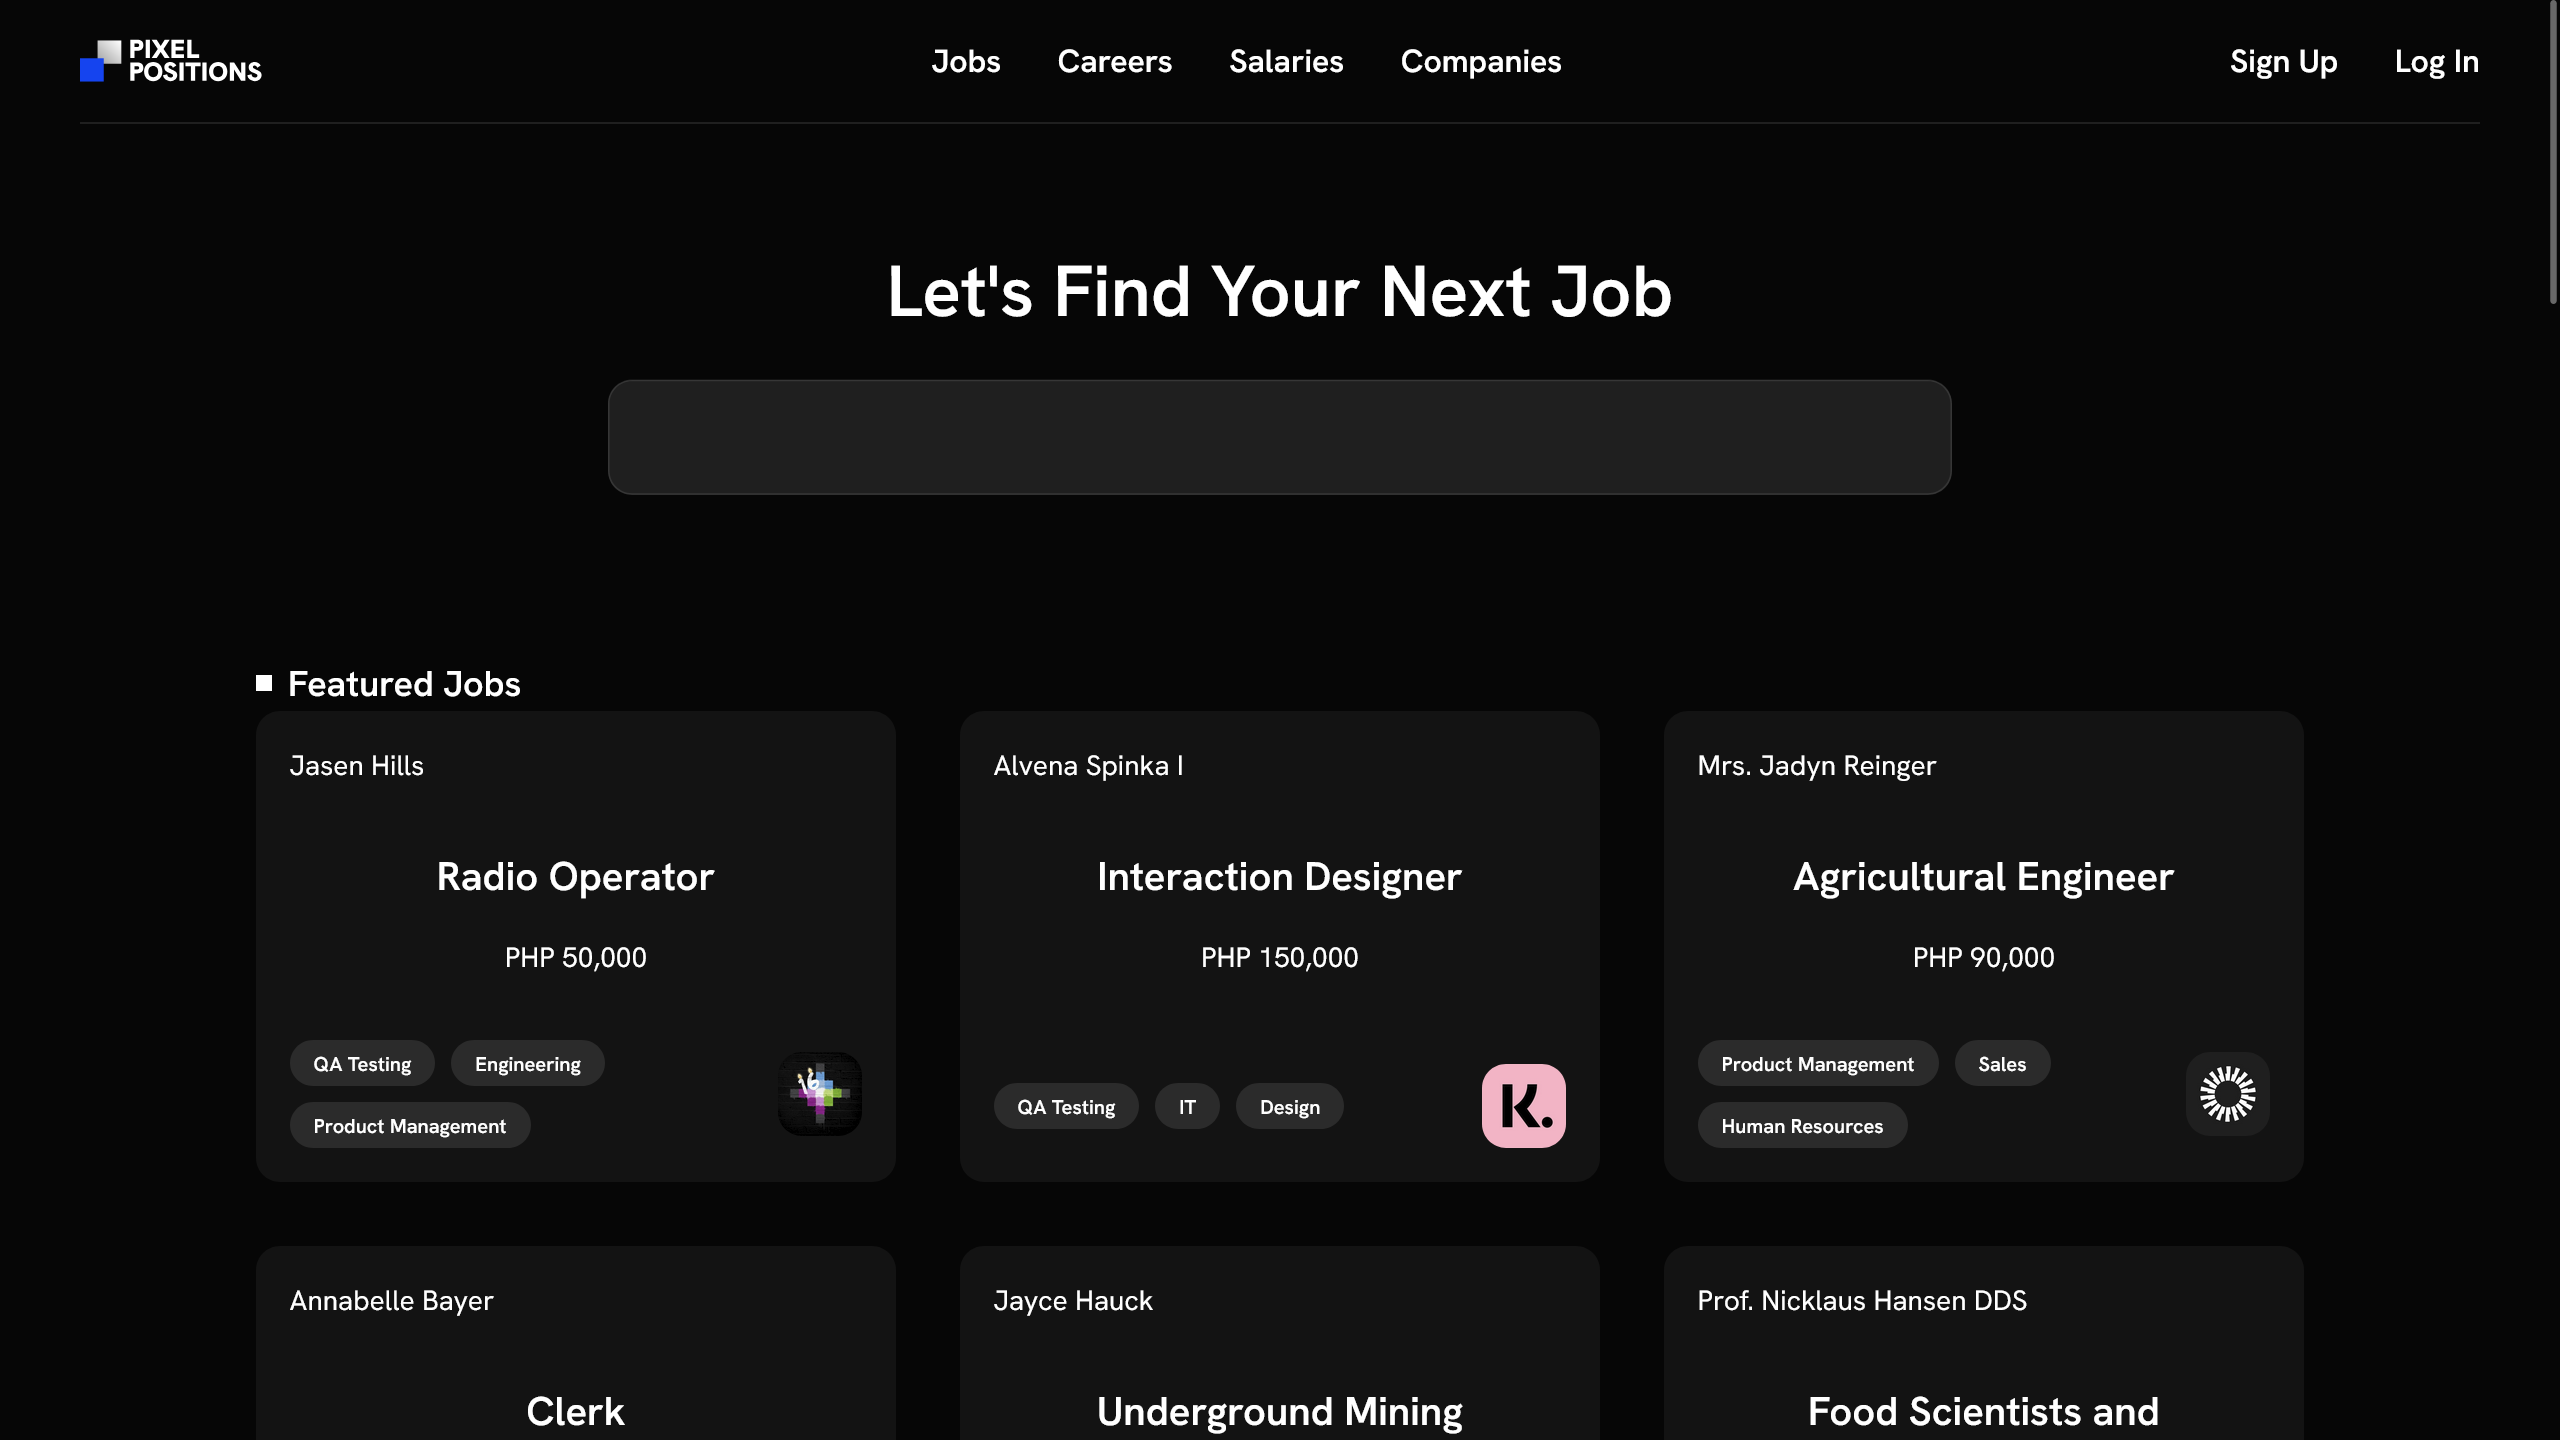 PIXEL
POSITIONS
Jobs Careers Salaries Companies
Sign Up Log In
Let's Find Your Next Job
Featured Jobs
Jasen Hills
Radio Operator
PHP 50,000
QA Testing Engineering
Product Management
Alvena Spinka I
Interaction Designer
PHP 150,000
QA Testing IT Design
K.
Mrs. Jadyn Reinger
Agricultural Engineer
PHP 90,000
Product Management Sales
Human Resources
Annabelle Bayer
Clerk
Jayce Hauck
Underground Mining
Prof. Nicklaus Hansen DDS
Food Scientists and